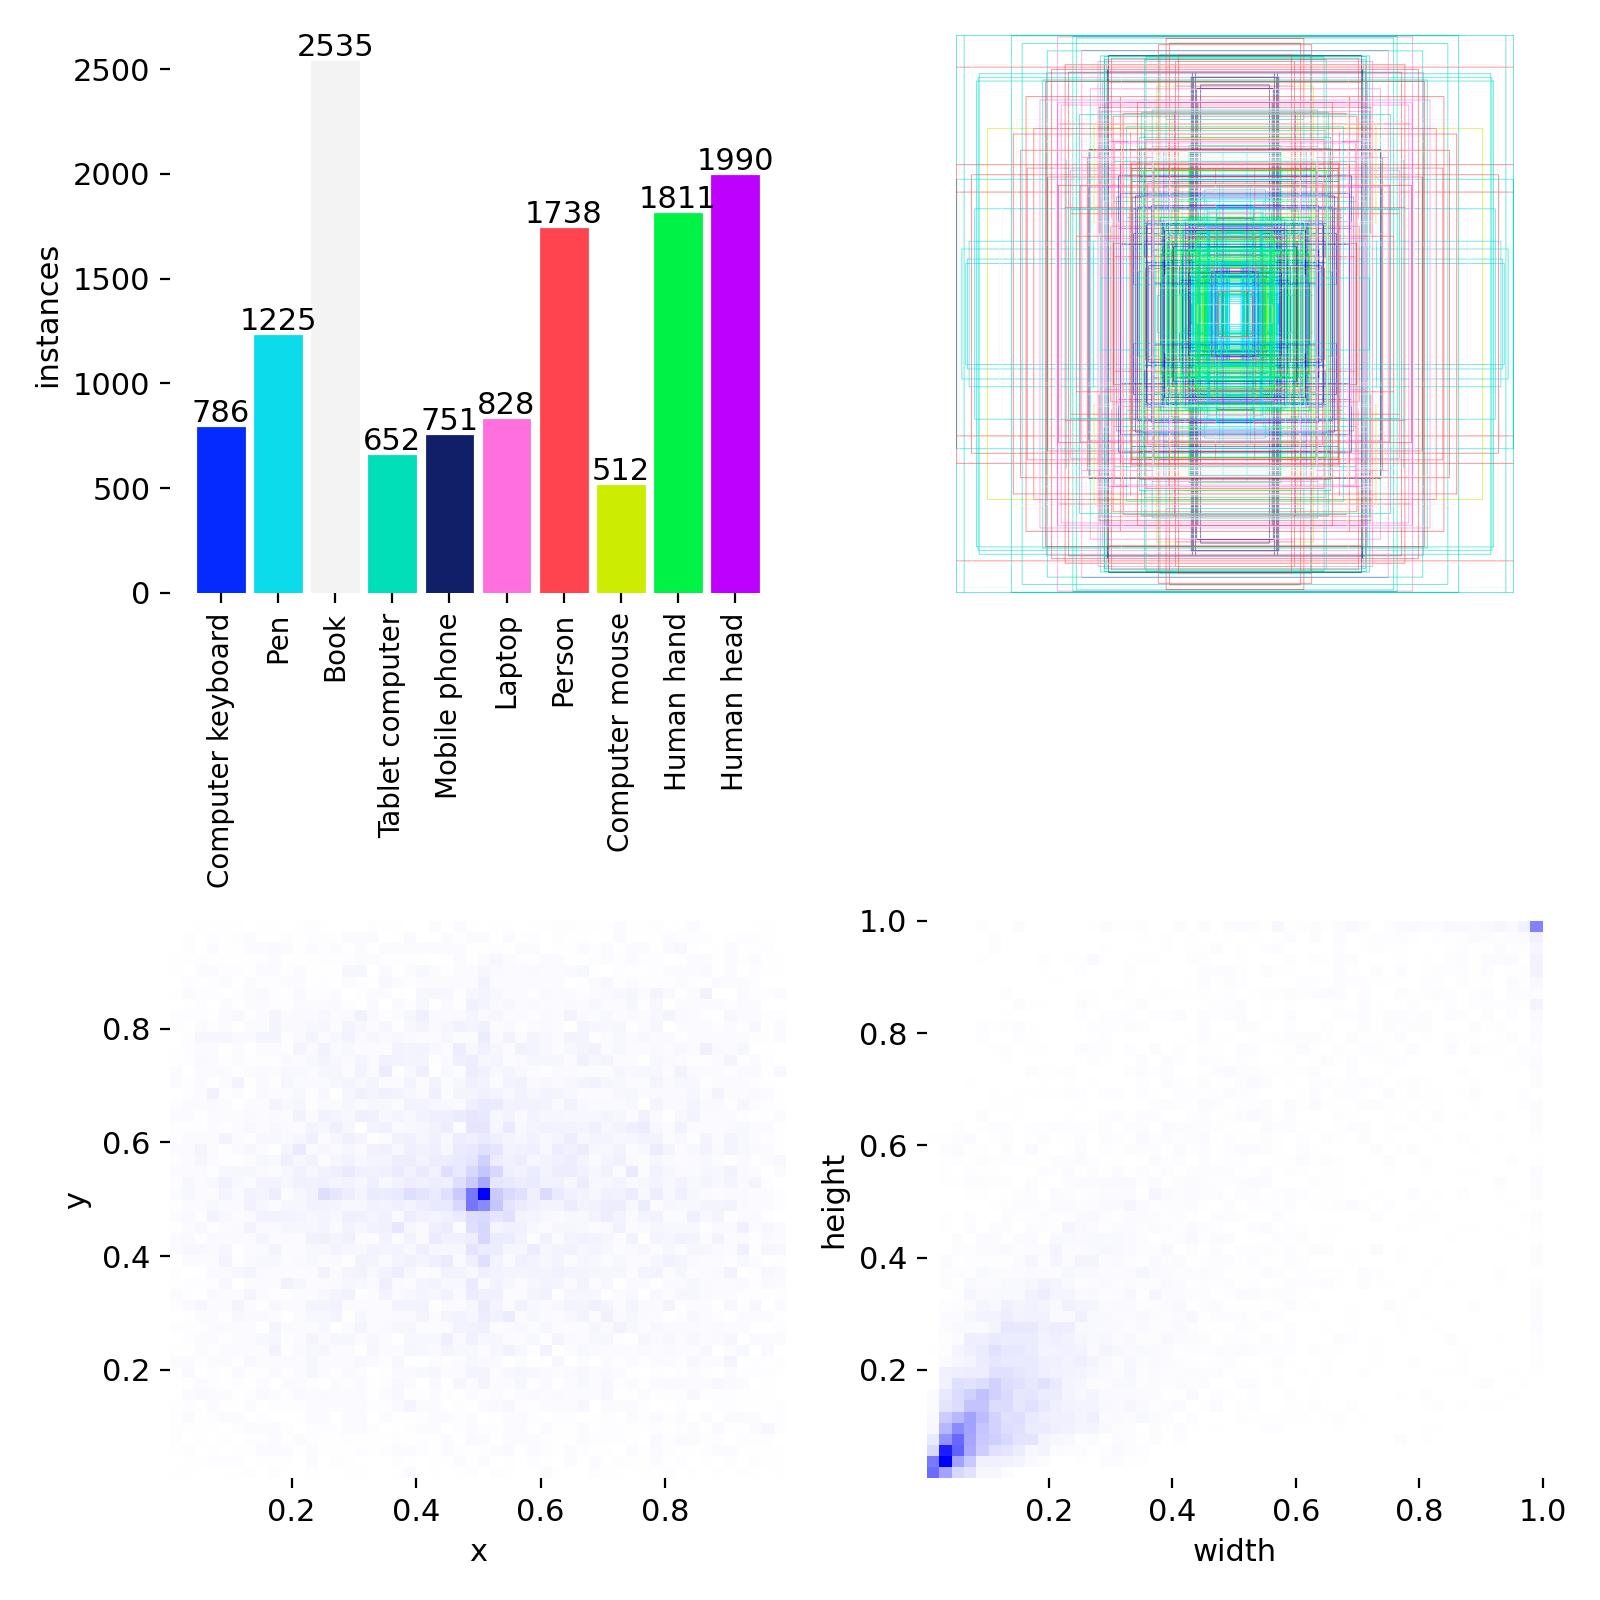 2535
1990
1811
1738
1225
828
786
751
652
512
2500
2000
1500
1000
500
0
instances
Computer keyboard
Pen
Book
Tablet computer
Mobile phone
Laptop
Person
Computer mouse
Human hand
Human head
0.8
0.6
0.4
0.2
y
0.2 0.4 0.6 0.8
x
1.0
0.8
0.6
0.4
0.2
height
0.2 0.4 0.6 0.8 1.0
width